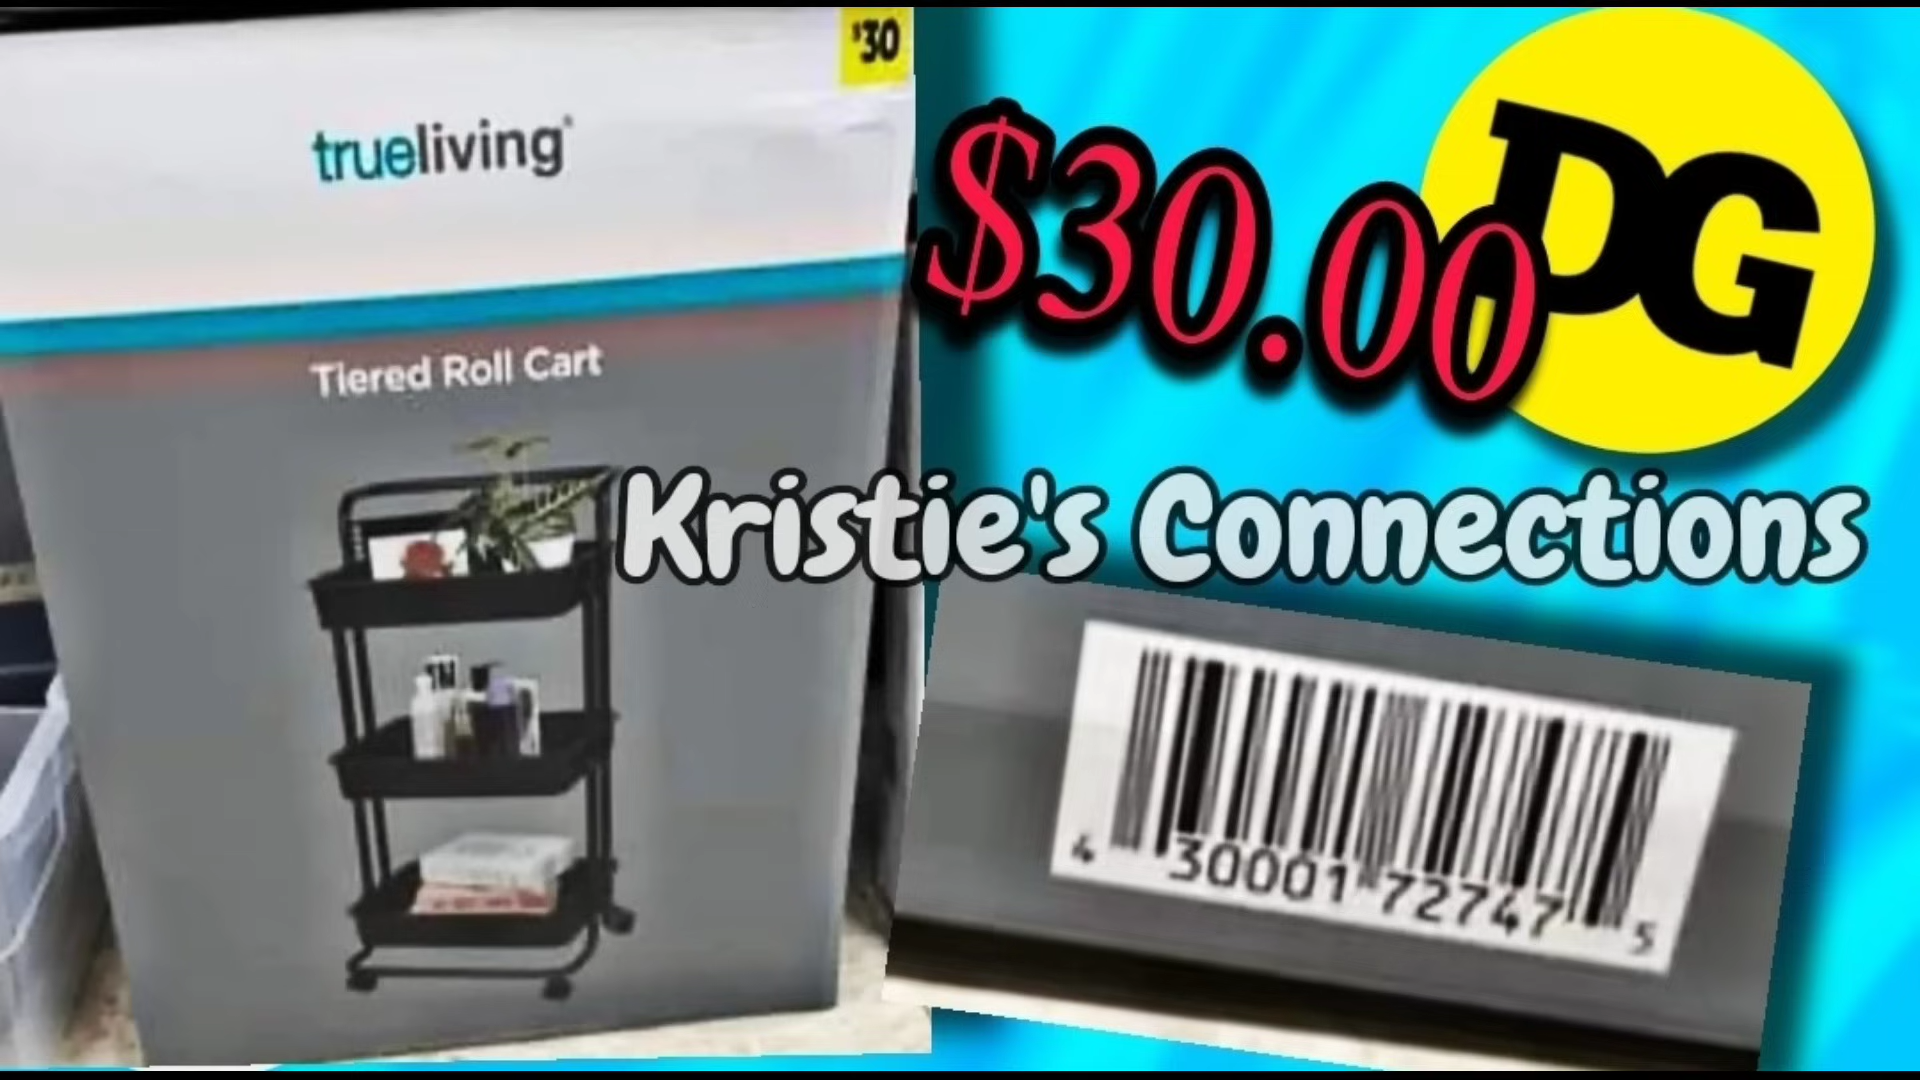 $30
trueliving®
Tiered Roll Cart
$30.00
DG
Kristie's Connections
4 30001 72747 5